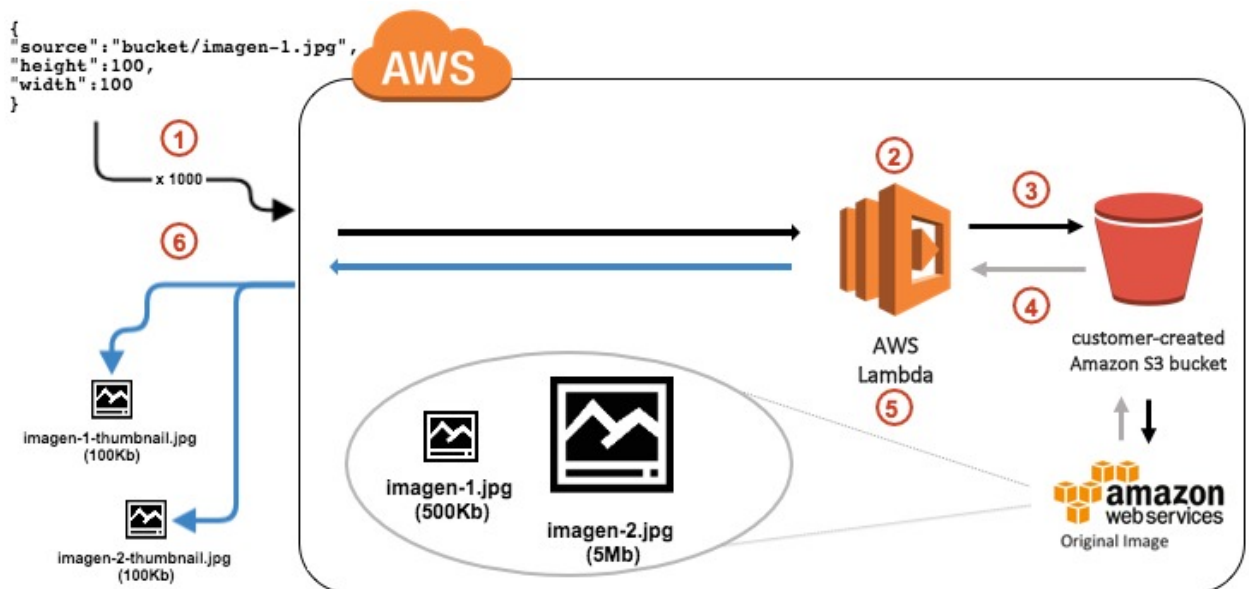 {
"source":"bucket/imagen-1.jpg",
"height":100,
"width":100
}
AWS
1
x 1000
2
3
6
4
AWS
Lambda
5
customer-created
Amazon S3 bucket
imagen-1-thumbnail.jpg
(100Kb)
imagen-1.jpg
(500Kb)
imagen-2.jpg
(5Mb)
amazon
webservices
Original Image
imagen-2-thumbnail.jpg
(100Kb)